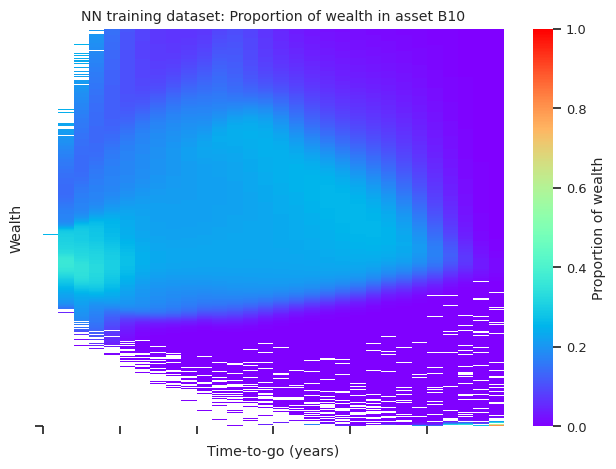 NN training dataset: Proportion of wealth in asset B10
Wealth
Time-to-go (years)
1.0
0.8
0.6
0.4
0.2
0.0
Proportion of wealth